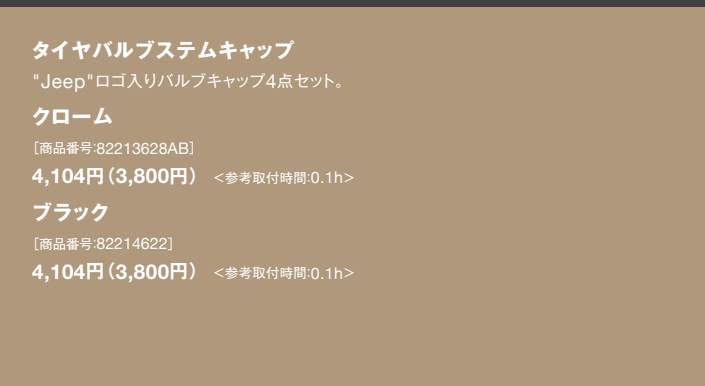 タイヤバルブステムキャップ
"Jeep"ロゴ入りバルブキャップ4点セット。
クローム
［商品番号:82213628AB］
4,104円（3,800円） <参考取付時間:0.1h>
ブラック
［商品番号:82214622］
4,104円（3,800円） <参考取付時間:0.1h>